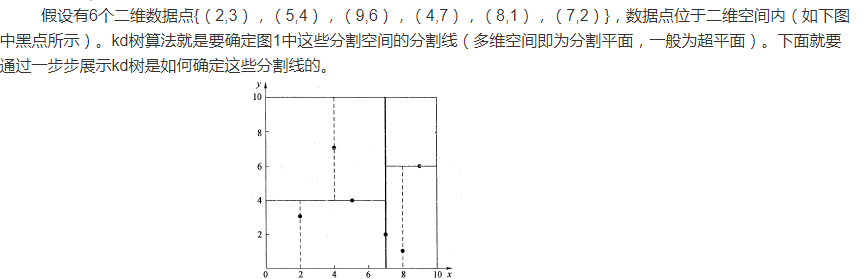 假设有6个二维数据点{（2,3），（5,4），（9,6），（4,7），（8,1），（7,2）}，数据点位于二维空间内（如下图
中黑点所示）。kd树算法就是要确定图1中这些分割空间的分割线（多维空间即为分割平面，一般为超平面）。下面就要
通过一步步展示kd树是如何确定这些分割线的。
y
10
8
6
4
2
0 2 4 6 8 10 x